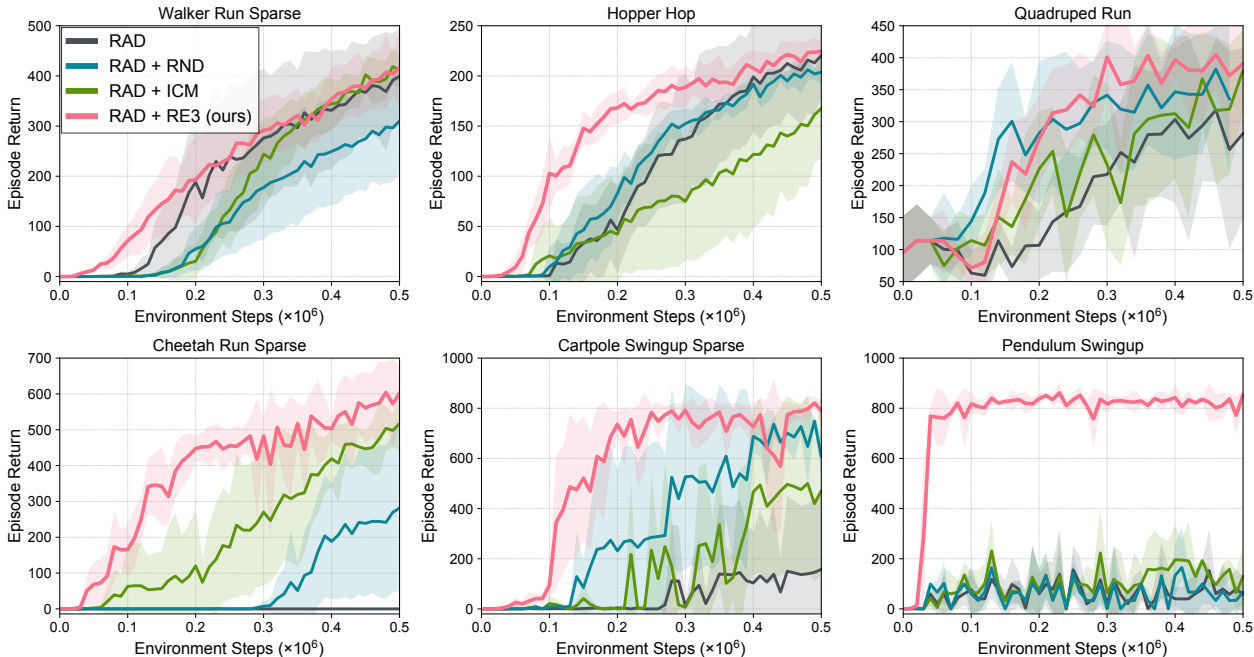 Walker Run Sparse
500
400
300
200
100
0
Episode Return
RAD
RAD + RND
RAD + ICM
RAD + RE3 (ours)
0.0 0.1 0.2 0.3 0.4 0.5
Environment Steps (×10⁶)
Hopper Hop
250
200
150
100
50
0
Episode Return
0.0 0.1 0.2 0.3 0.4 0.5
Environment Steps (×10⁶)
Quadruped Run
450
400
350
300
250
200
150
100
50
Episode Return
0.0 0.1 0.2 0.3 0.4 0.5
Environment Steps (×10⁶)
Cheetah Run Sparse
700
600
500
400
300
200
100
0
Episode Return
0.0 0.1 0.2 0.3 0.4 0.5
Environment Steps (×10⁶)
Cartpole Swingup Sparse
1000
800
600
400
200
0
Episode Return
0.0 0.1 0.2 0.3 0.4 0.5
Environment Steps (×10⁶)
Pendulum Swingup
1000
800
600
400
200
0
Episode Return
0.0 0.1 0.2 0.3 0.4 0.5
Environment Steps (×10⁶)